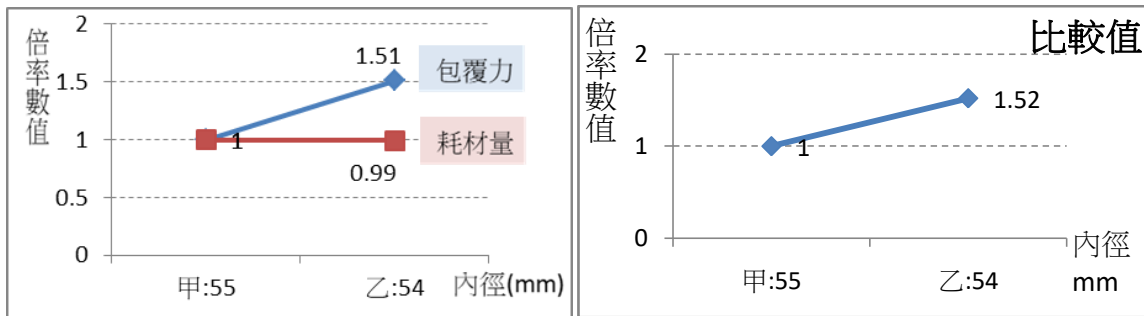 倍率數值
2
1.5
1
0.5
0
1.51
包覆力
1
耗材量
0.99
甲:55
乙:54
內徑(mm)
比較值
倍率數值
2
1
0
1.52
1
甲:55
乙:54
內徑
mm